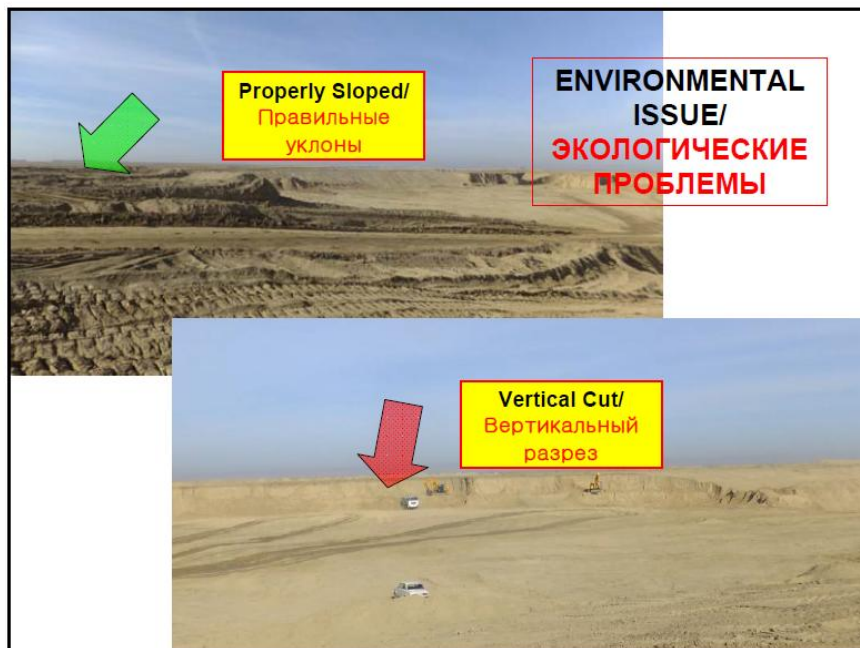 Properly Sloped/
Правильные
уклоны
ENVIRONMENTAL
ISSUE/
ЭКОЛОГИЧЕСКИЕ
ПРОБЛЕМЫ
Vertical Cut/
Вертикальный
разрез